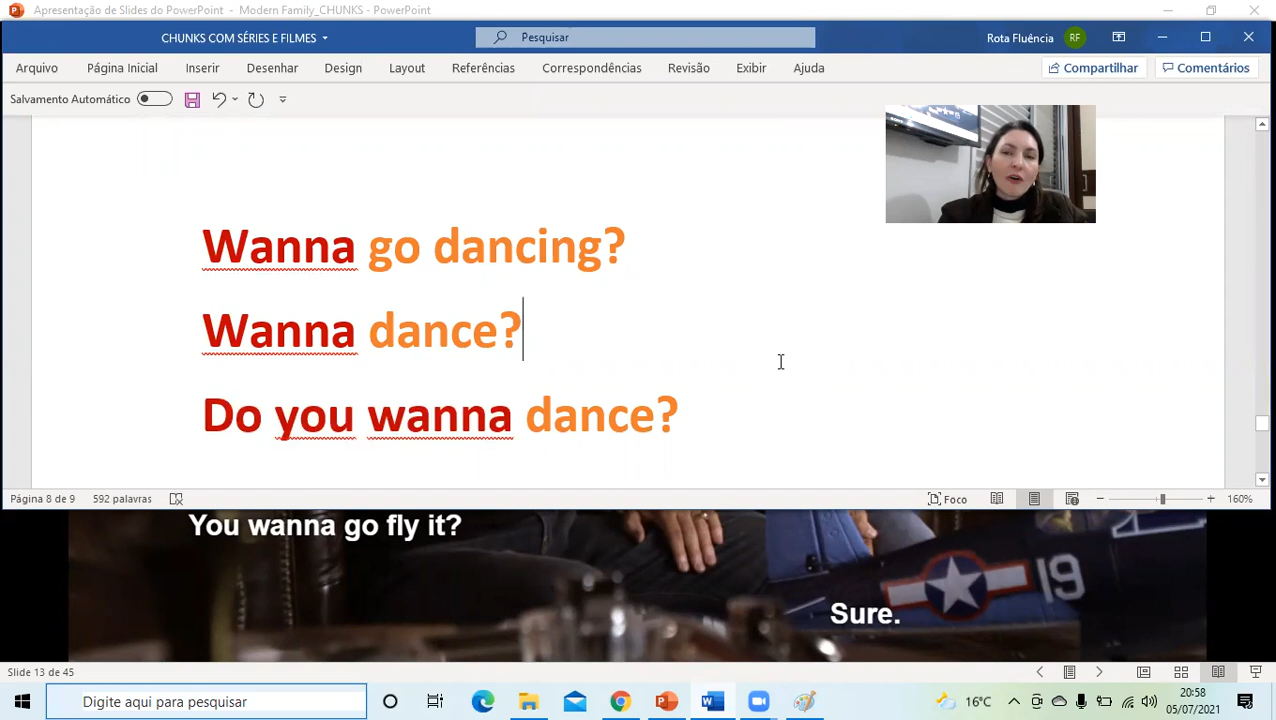 Apresentação de Slides do PowerPoint - Modern Family_CHUNKS - PowerPoint
CHUNKS COM SÉRIES E FILMES
Pesquisar
Rota Fluência
RF
Arquivo
Página Inicial
Inserir
Desenhar
Design
Layout
Referências
Correspondências
Revisão
Exibir
Ajuda
Compartilhar
Comentários
Salvamento Automático
Wanna go dancing?
Wanna dance?
Do you wanna dance?
Página 8 de 9
592 palavras
Foco
160%
You wanna go fly it?
19
Sure.
Slide 13 de 45
Digite aqui para pesquisar
16°C
20:58
05/07/2021